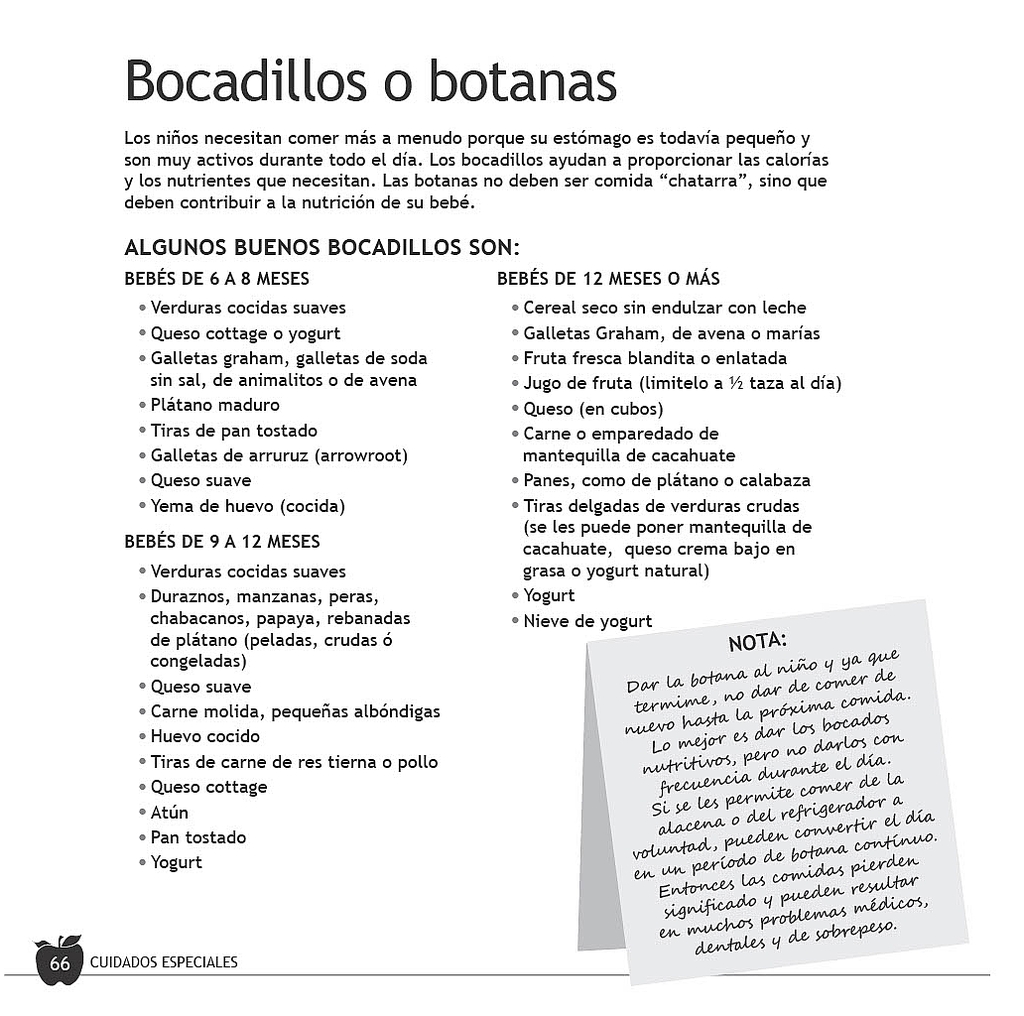 Bocadillos o botanas
Los niños necesitan comer más a menudo porque su estómago es todavía pequeño y
son muy activos durante todo el día. Los bocadillos ayudan a proporcionar las calorías
y los nutrientes que necesitan. Las botanas no deben ser comida “chatarra”, sino que
deben contribuir a la nutrición de su bebé.
ALGUNOS BUENOS BOCADILLOS SON:
BEBÉS DE 6 A 8 MESES
• Verduras cocidas suaves
• Queso cottage o yogurt
• Galletas graham, galletas de soda
sin sal, de animalitos o de avena
• Plátano maduro
• Tiras de pan tostado
• Galletas de arruruz (arrowroot)
• Queso suave
• Yema de huevo (cocida)
BEBÉS DE 9 A 12 MESES
• Verduras cocidas suaves
• Duraznos, manzanas, peras,
chabacanos, papaya, rebanadas
de plátano (peladas, crudas ó
congeladas)
• Queso suave
• Carne molida, pequeñas albóndigas
• Huevo cocido
• Tiras de carne de res tierna o pollo
• Queso cottage
• Atún
• Pan tostado
• Yogurt
BEBÉS DE 12 MESES O MÁS
• Cereal seco sin endulzar con leche
• Galletas Graham, de avena o marías
• Fruta fresca blandita o enlatada
• Jugo de fruta (limitelo a ½ taza al día)
• Queso (en cubos)
• Carne o emparedado de
mantequilla de cacahuate
• Panes, como de plátano o calabaza
• Tiras delgadas de verduras crudas
(se les puede poner mantequilla de
cacahuate, queso crema bajo en
grasa o yogurt natural)
• Yogurt
• Nieve de yogurt
NOTA:
Dar la botana al niño y ya que
termime, no dar de comer de
nuevo hasta la próxima comida.
Lo mejor es dar los bocados
nutritivos, pero no darlos con
frecuencia durante el día.
Si se les permite comer de la
alacena o del refrigerador a
voluntad, pueden convertir el día
en un período de botana contínuo.
Entonces las comidas pierden
significado y pueden resultar
en muchos problemas médicos,
dentales y de sobrepeso.
66 CUIDADOS ESPECIALES